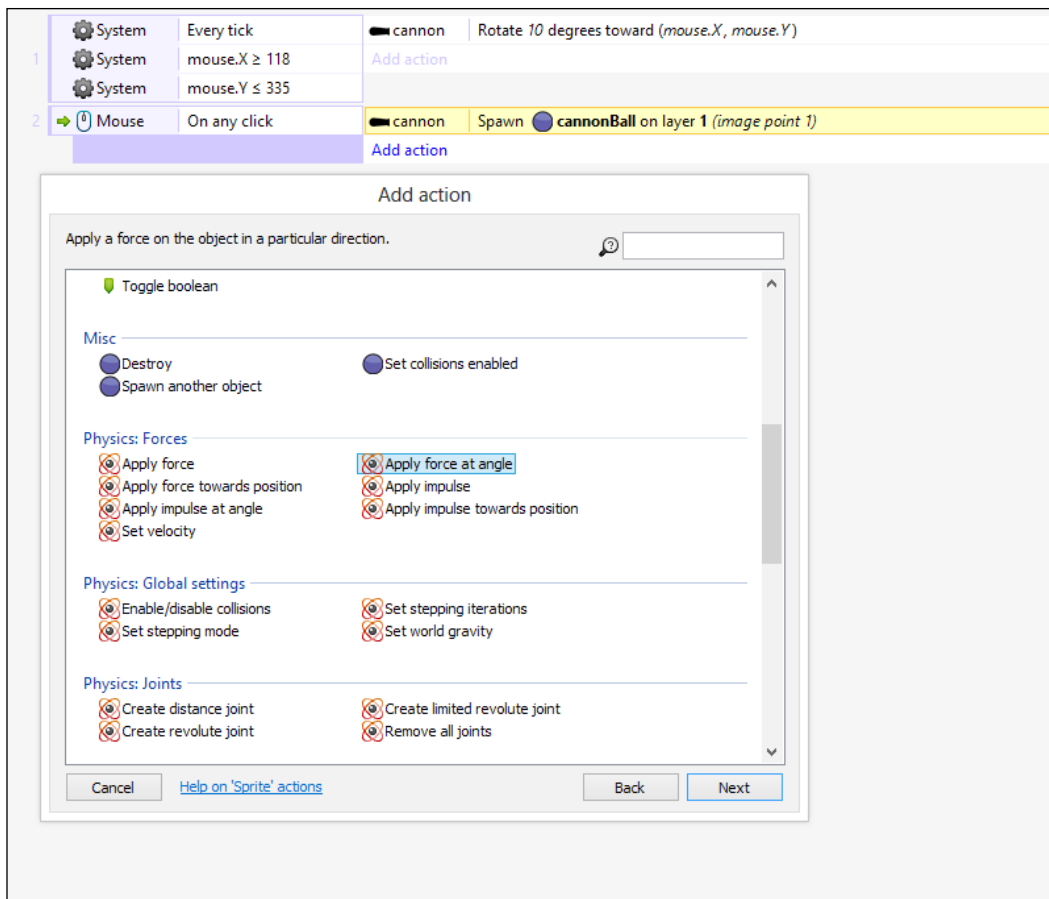 System Every tick cannon Rotate 10 degrees toward (mouse.X, mouse.Y)
1 System mouse.X ≥ 118 Add action
System mouse.Y ≤ 335
2 Mouse On any click cannon Spawn cannonBall on layer 1 (image point 1)
Add action
Add action
Apply a force on the object in a particular direction.
Toggle boolean
Misc
Destroy Set collisions enabled
Spawn another object
Physics: Forces
Apply force Apply force at angle
Apply force towards position Apply impulse
Apply impulse at angle Apply impulse towards position
Set velocity
Physics: Global settings
Enable/disable collisions Set stepping iterations
Set stepping mode Set world gravity
Physics: Joints
Create distance joint Create limited revolute joint
Create revolute joint Remove all joints
Cancel Help on 'Sprite' actions Back Next